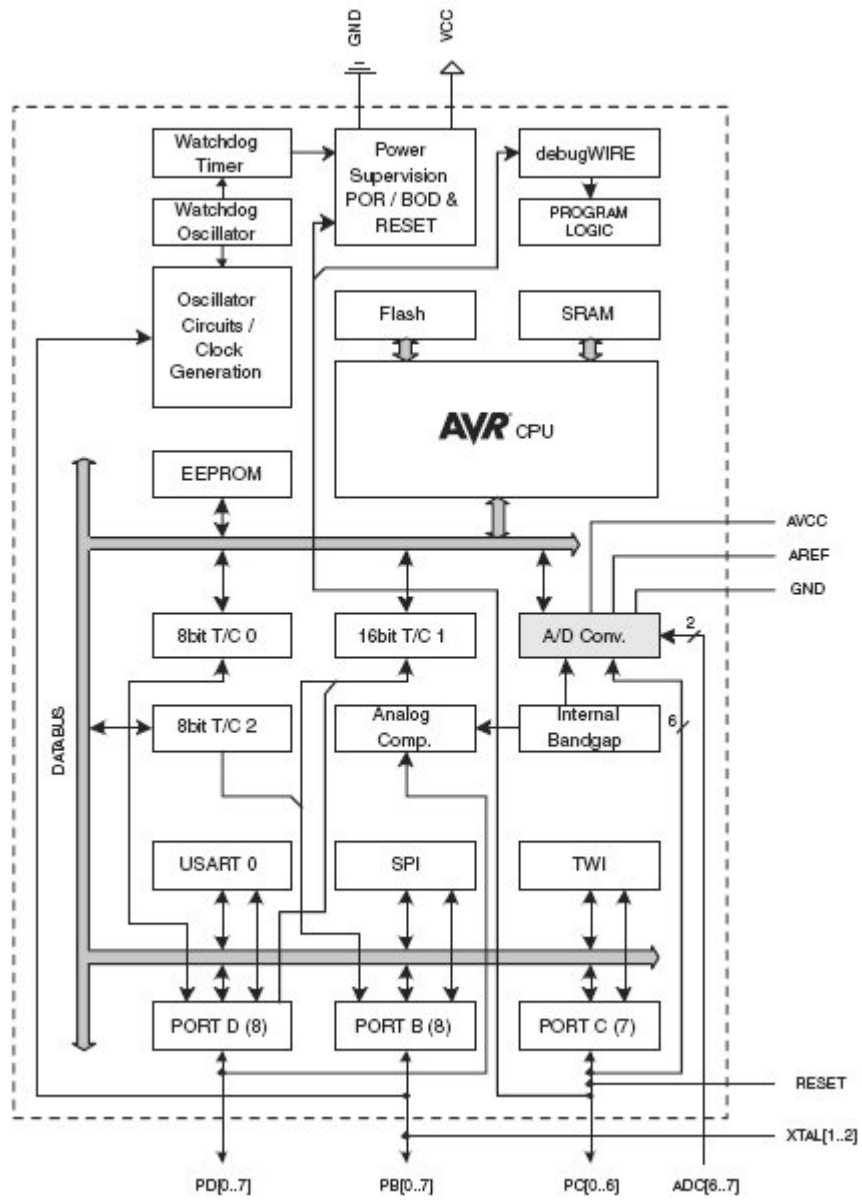 GND
VCC
Watchdog
Timer
Power
Supervision
POR / BOD &
RESET
debugWIRE
Watchdog
Oscillator
PROGRAM
LOGIC
Oscillator
Circuits /
Clock
Generation
Flash
SRAM
AVR CPU
EEPROM
AVCC
AREF
GND
8bit T/C 0
16bit T/C 1
A/D Conv.
2
DATABUS
8bit T/C 2
Analog
Comp.
Internal
Bandgap
6
USART 0
SPI
TWI
PORT D (8)
PORT B (8)
PORT C (7)
RESET
XTAL[1..2]
PD[0..7]
PB[0..7]
PC[0..6]
ADC[6..7]